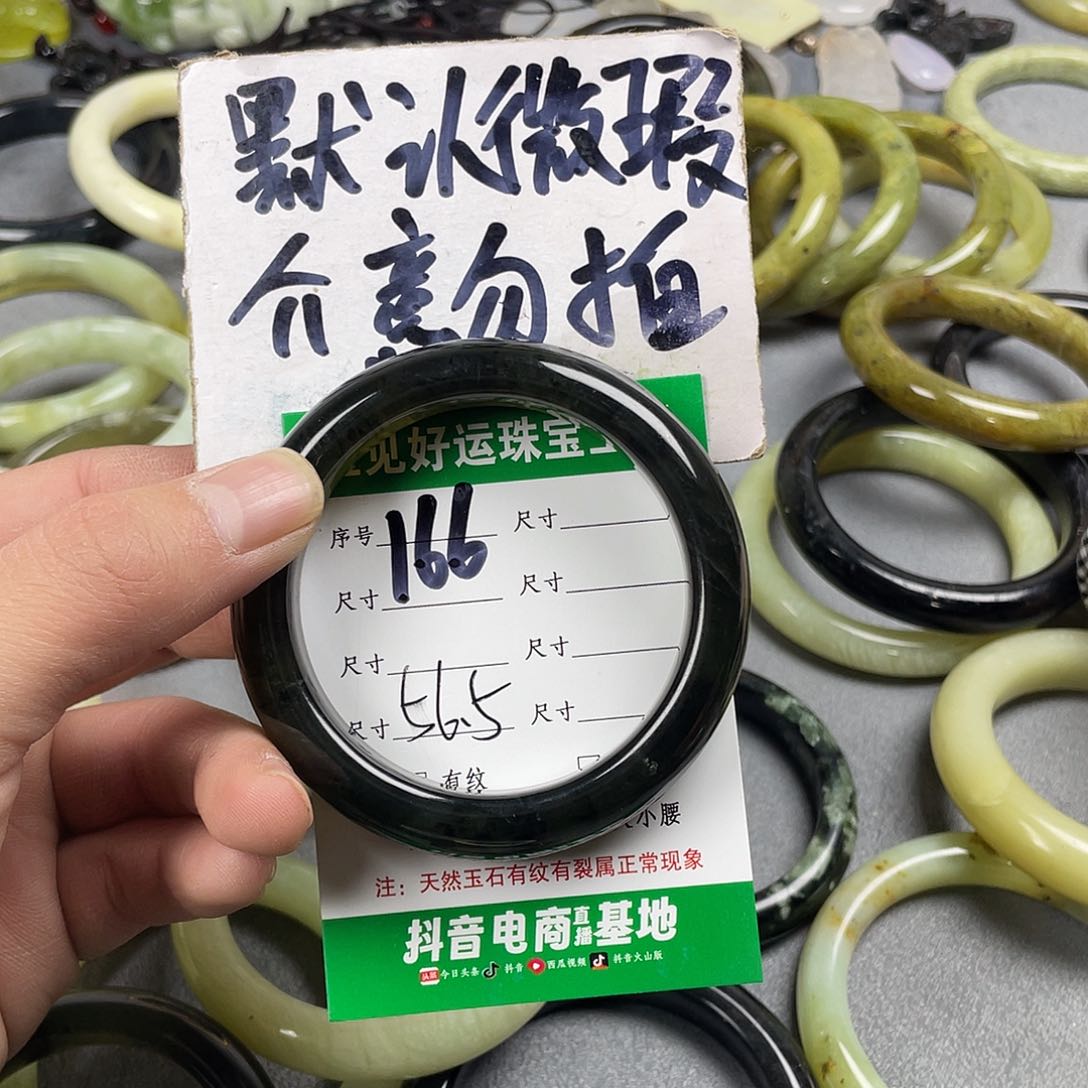 默认微瑕
介意勿拍
见好运珠宝
序号 166 尺寸
尺寸 尺寸
尺寸 尺寸
尺寸 56.5 尺寸
有纹
小腰
注：天然玉石有纹有裂属正常现象
抖音电商直播基地
头条 今日头条 抖音 西瓜视频 抖音火山版